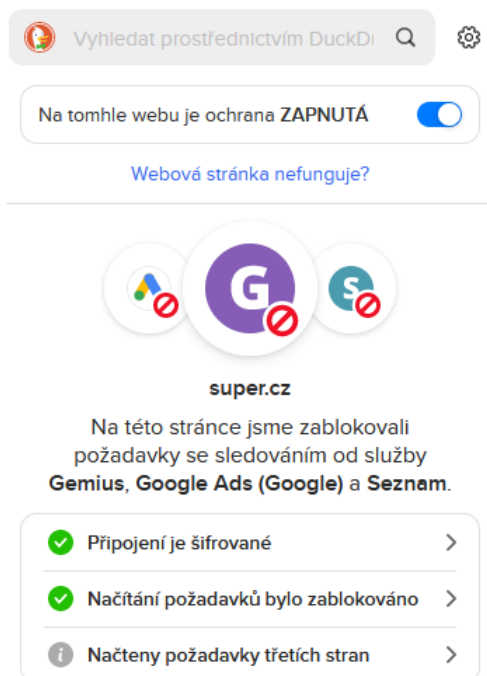 Vyhledat prostřednictvím DuckDu
Na tomhle webu je ochrana ZAPNUTÁ
Webová stránka nefunguje?
G
S
super.cz
Na této stránce jsme zablokovali
požadavky se sledováním od služby
Gemius, Google Ads (Google) a Seznam.
Připojení je šifrované
Načítání požadavků bylo zablokováno
i
Načteny požadavky třetích stran